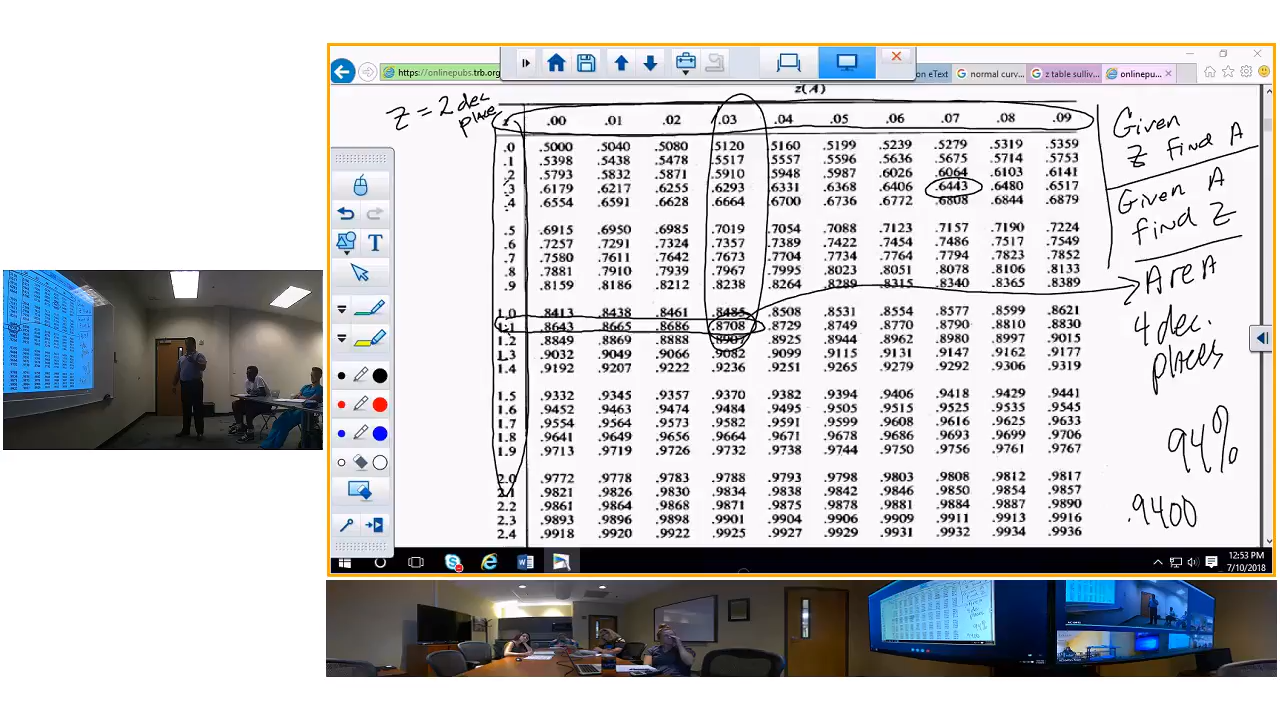 https://onlinepubs.trb.org
on eText
normal curv...
z table sulliv...
onlinepu...
z(A)
Z = 2 dec
place
z .00 .01 .02 .03 .04 .05 .06 .07 .08 .09
.0 .5000 .5040 .5080 .5120 .5160 .5199 .5239 .5279 .5319 .5359
.1 .5398 .5438 .5478 .5517 .5557 .5596 .5636 .5675 .5714 .5753
.2 .5793 .5832 .5871 .5910 .5948 .5987 .6026 .6064 .6103 .6141
.3 .6179 .6217 .6255 .6293 .6331 .6368 .6406 .6443 .6480 .6517
.4 .6554 .6591 .6628 .6664 .6700 .6736 .6772 .6808 .6844 .6879
.5 .6915 .6950 .6985 .7019 .7054 .7088 .7123 .7157 .7190 .7224
.6 .7257 .7291 .7324 .7357 .7389 .7422 .7454 .7486 .7517 .7549
.7 .7580 .7611 .7642 .7673 .7704 .7734 .7764 .7794 .7823 .7852
.8 .7881 .7910 .7939 .7967 .7995 .8023 .8051 .8078 .8106 .8133
.9 .8159 .8186 .8212 .8238 .8264 .8289 .8315 .8340 .8365 .8389
1.0 .8413 .8438 .8461 .8485 .8508 .8531 .8554 .8577 .8599 .8621
1.1 .8643 .8665 .8686 .8708 .8729 .8749 .8770 .8790 .8810 .8830
1.2 .8849 .8869 .8888 .8907 .8925 .8944 .8962 .8980 .8997 .9015
1.3 .9032 .9049 .9066 .9082 .9099 .9115 .9131 .9147 .9162 .9177
1.4 .9192 .9207 .9222 .9236 .9251 .9265 .9279 .9292 .9306 .9319
1.5 .9332 .9345 .9357 .9370 .9382 .9394 .9406 .9418 .9429 .9441
1.6 .9452 .9463 .9474 .9484 .9495 .9505 .9515 .9525 .9535 .9545
1.7 .9554 .9564 .9573 .9582 .9591 .9599 .9608 .9616 .9625 .9633
1.8 .9641 .9649 .9656 .9664 .9671 .9678 .9686 .9693 .9699 .9706
1.9 .9713 .9719 .9726 .9732 .9738 .9744 .9750 .9756 .9761 .9767
2.0 .9772 .9778 .9783 .9788 .9793 .9798 .9803 .9808 .9812 .9817
2.1 .9821 .9826 .9830 .9834 .9838 .9842 .9846 .9850 .9854 .9857
2.2 .9861 .9864 .9868 .9871 .9875 .9878 .9881 .9884 .9887 .9890
2.3 .9893 .9896 .9898 .9901 .9904 .9906 .9909 .9911 .9913 .9916
2.4 .9918 .9920 .9922 .9925 .9927 .9929 .9931 .9932 .9934 .9936
Given
Z Find A
Given A
find Z
AreA
4 dec.
places
94%
.9400
T
12:53 PM
7/10/2018